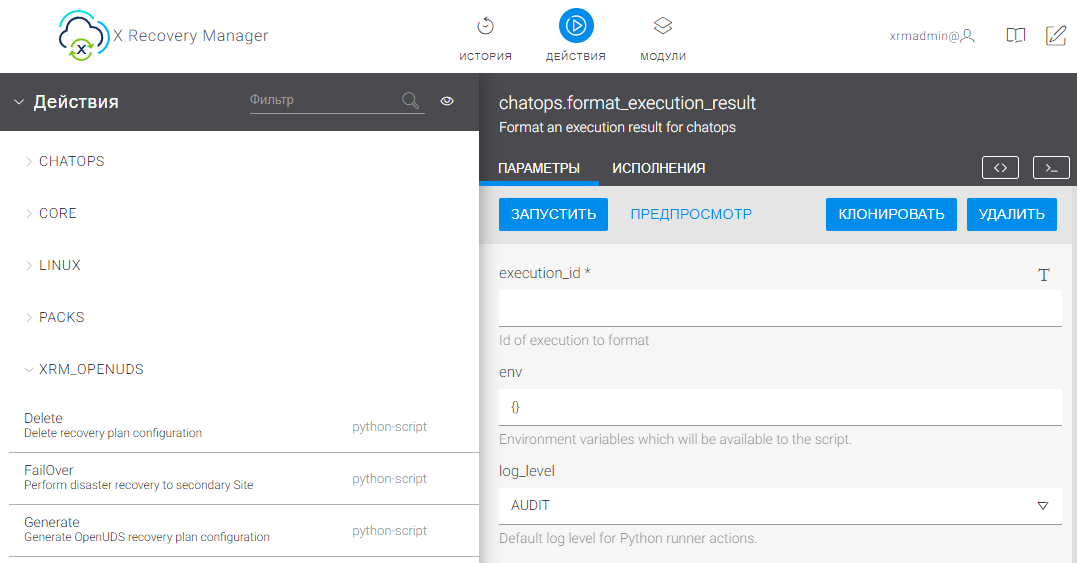 X Recovery Manager
ИСТОРИЯ
ДЕЙСТВИЯ
МОДУЛИ
xrmadmin@
Действия
Фильтр
CHATOPS
CORE
LINUX
PACKS
XRM_OPENUDS
Delete
Delete recovery plan configuration
python-script
FailOver
Perform disaster recovery to secondary Site
python-script
Generate
Generate OpenUDS recovery plan configuration
python-script
chatops.format_execution_result
Format an execution result for chatops
ПАРАМЕТРЫ
ИСПОЛНЕНИЯ
ЗАПУСТИТЬ
ПРЕДПРОСМОТР
КЛОНИРОВАТЬ
УДАЛИТЬ
execution_id *
Id of execution to format
env
{}
Environment variables which will be available to the script.
log_level
AUDIT
Default log level for Python runner actions.